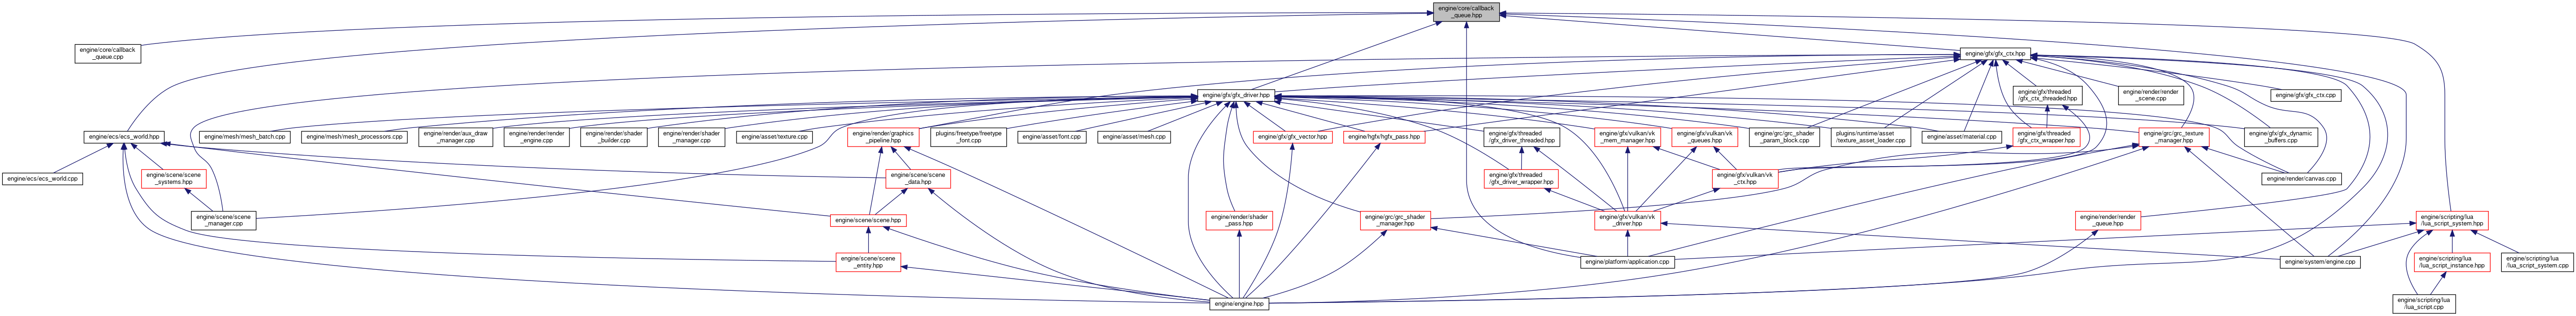 engine/core/callback
_queue.hpp
engine/core/callback
_queue.cpp
engine/gfx/gfx_ctx.hpp
engine/gfx/gfx_driver.hpp
engine/gfx/threaded
/gfx_ctx_threaded.hpp
engine/render/render
_scene.cpp
engine/gfx/gfx_ctx.cpp
engine/ecs/ecs_world.hpp
engine/mesh/mesh_batch.cpp
engine/mesh/mesh_processors.cpp
engine/render/aux_draw
_manager.cpp
engine/render/render
_engine.cpp
engine/render/shader
_builder.cpp
engine/render/shader
_manager.cpp
engine/asset/texture.cpp
engine/render/graphics
_pipeline.hpp
plugins/freetype/freetype
_font.cpp
engine/asset/font.cpp
engine/asset/mesh.cpp
engine/gfx/gfx_vector.hpp
engine/hgfx/hgfx_pass.hpp
engine/gfx/threaded
/gfx_driver_threaded.hpp
engine/gfx/vulkan/vk
_mem_manager.hpp
engine/gfx/vulkan/vk
_queues.hpp
engine/grc/grc_shader
_param_block.cpp
plugins/runtime/asset
/texture_asset_loader.cpp
engine/asset/material.cpp
engine/gfx/threaded
/gfx_ctx_wrapper.hpp
engine/grc/grc_texture
_manager.hpp
engine/gfx/gfx_dynamic
_buffers.cpp
engine/ecs/ecs_world.cpp
engine/scene/scene
_systems.hpp
engine/scene/scene
_data.hpp
engine/gfx/threaded
/gfx_driver_wrapper.hpp
engine/gfx/vulkan/vk
_ctx.hpp
engine/render/canvas.cpp
engine/scene/scene
_manager.cpp
engine/scene/scene.hpp
engine/render/shader
_pass.hpp
engine/grc/grc_shader
_manager.hpp
engine/gfx/vulkan/vk
_driver.hpp
engine/render/render
_queue.hpp
engine/scripting/lua
/lua_script_system.hpp
engine/scene/scene
_entity.hpp
engine/platform/application.cpp
engine/system/engine.cpp
engine/scripting/lua
/lua_script_instance.hpp
engine/scripting/lua
/lua_script_system.cpp
engine/engine.hpp
engine/scripting/lua
/lua_script.cpp